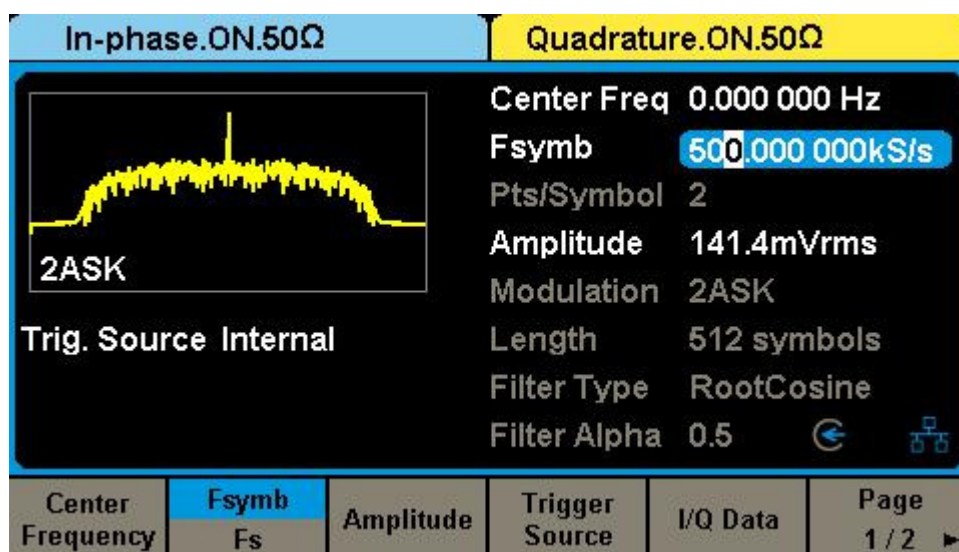 In-phase.ON.50Ω
Quadrature.ON.50Ω
2ASK
Trig. Source Internal
Center Freq 0.000 000 Hz
Fsymb 500.000 000kS/s
Pts/Symbol 2
Amplitude 141.4mVrms
Modulation 2ASK
Length 512 symbols
Filter Type RootCosine
Filter Alpha 0.5
Center Frequency
Fsymb
Fs
Amplitude
Trigger Source
I/Q Data
Page 1/2